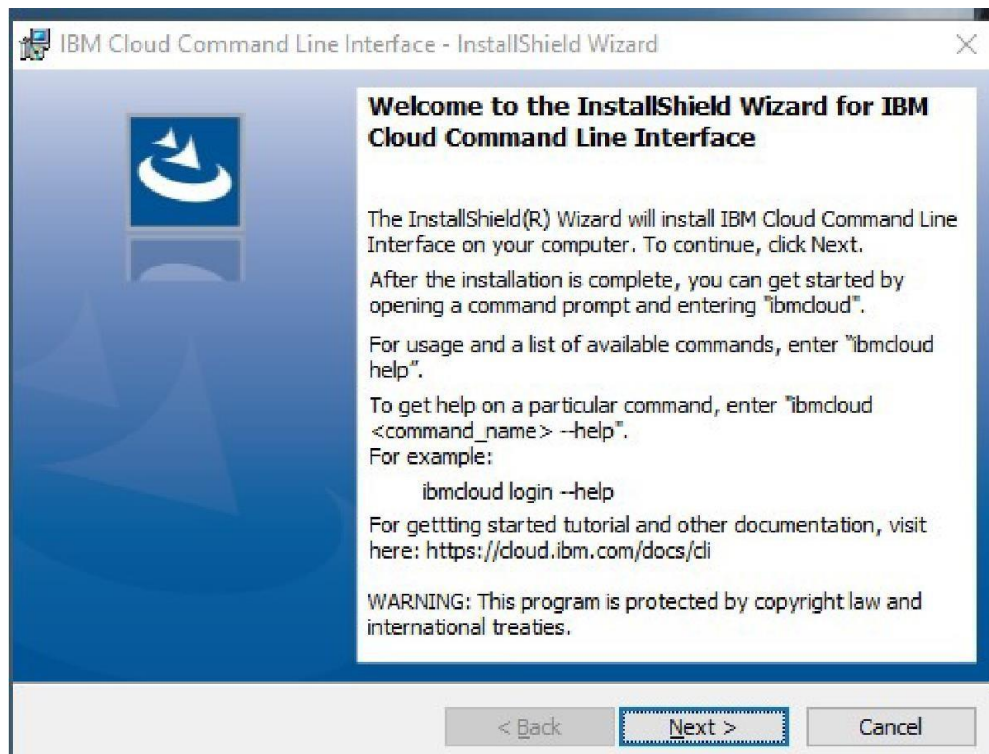 IBM Cloud Command Line Interface - InstallShield Wizard
Welcome to the InstallShield Wizard for IBM
Cloud Command Line Interface
The InstallShield(R) Wizard will install IBM Cloud Command Line
Interface on your computer. To continue, click Next.
After the installation is complete, you can get started by
opening a command prompt and entering "ibmcloud".
For usage and a list of available commands, enter “ibmcloud
help”.
To get help on a particular command, enter "ibmcloud
<command_name> --help".
For example:
ibmcloud login --help
For gettting started tutorial and other documentation, visit
here: https://cloud.ibm.com/docs/cli
WARNING: This program is protected by copyright law and
international treaties.
< Back
Next >
Cancel